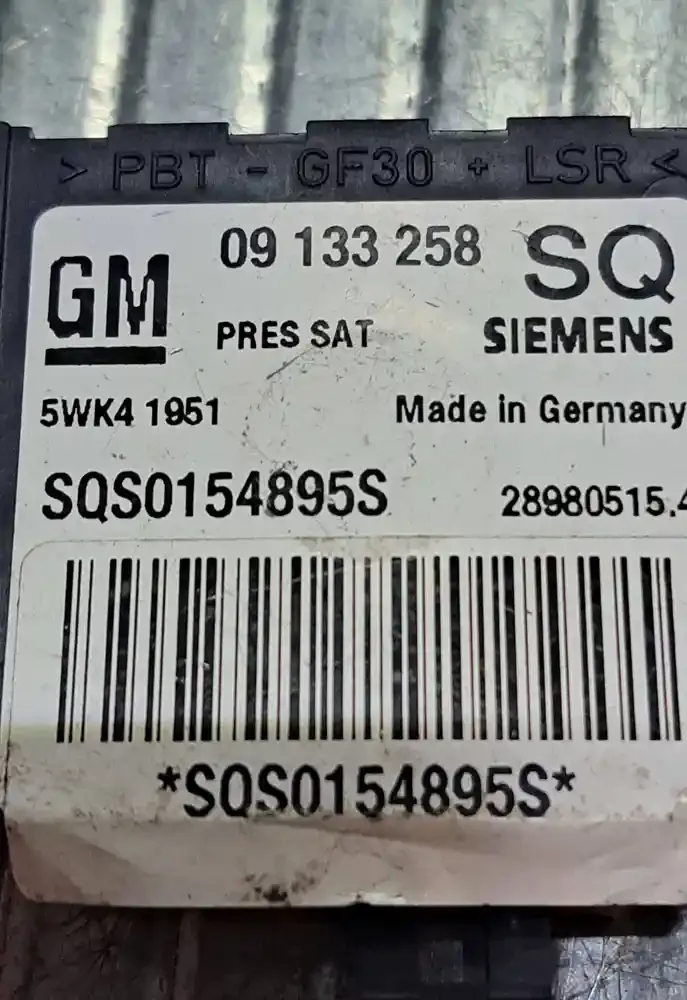 > PBT - GF30 + LSR <
GM
09 133 258 SQ
PRES SAT SIEMENS
5WK4 1951 Made in Germany
SQS0154895S 28980515.4
*SQS0154895S*